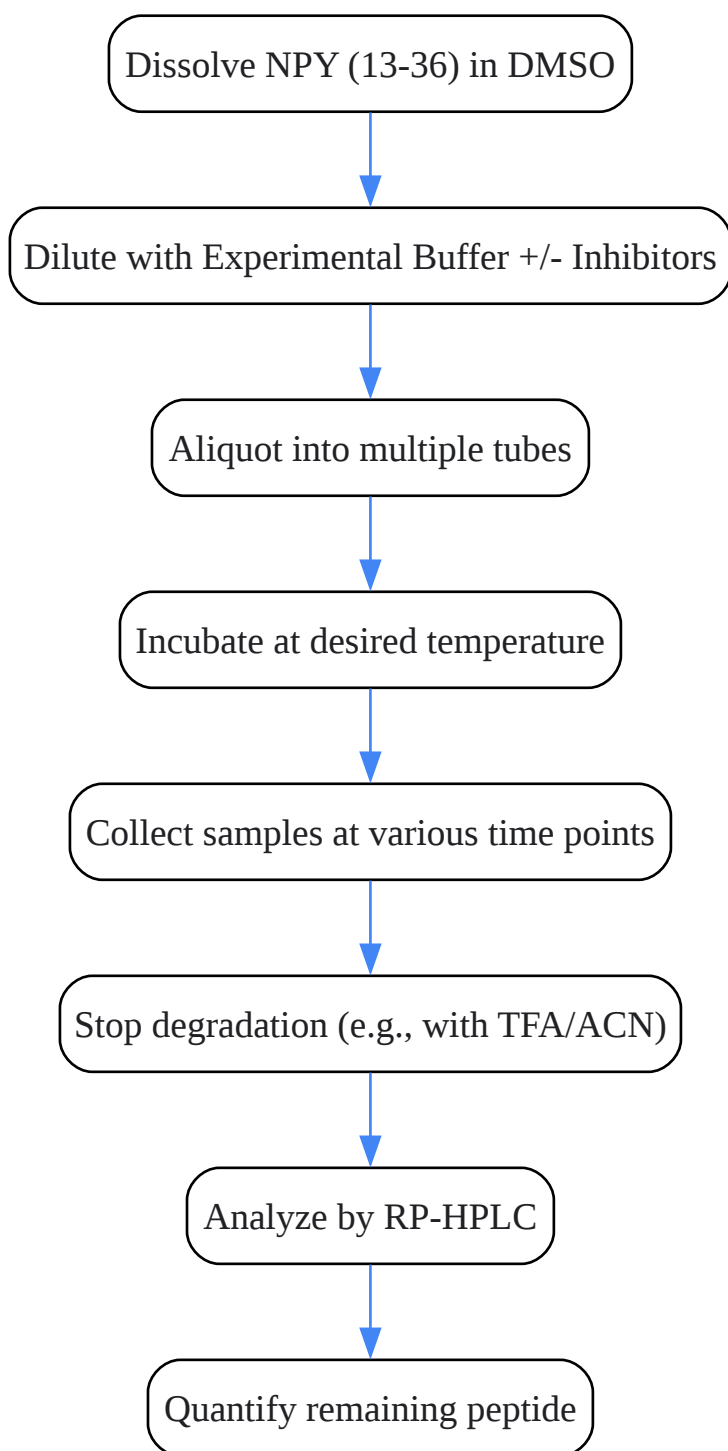 Dissolve NPY (13-36) in DMSO
Dilute with Experimental Buffer +/- Inhibitors
Aliquot into multiple tubes
Incubate at desired temperature
Collect samples at various time points
Stop degradation (e.g., with TFA/ACN)
Analyze by RP-HPLC
Quantify remaining peptide